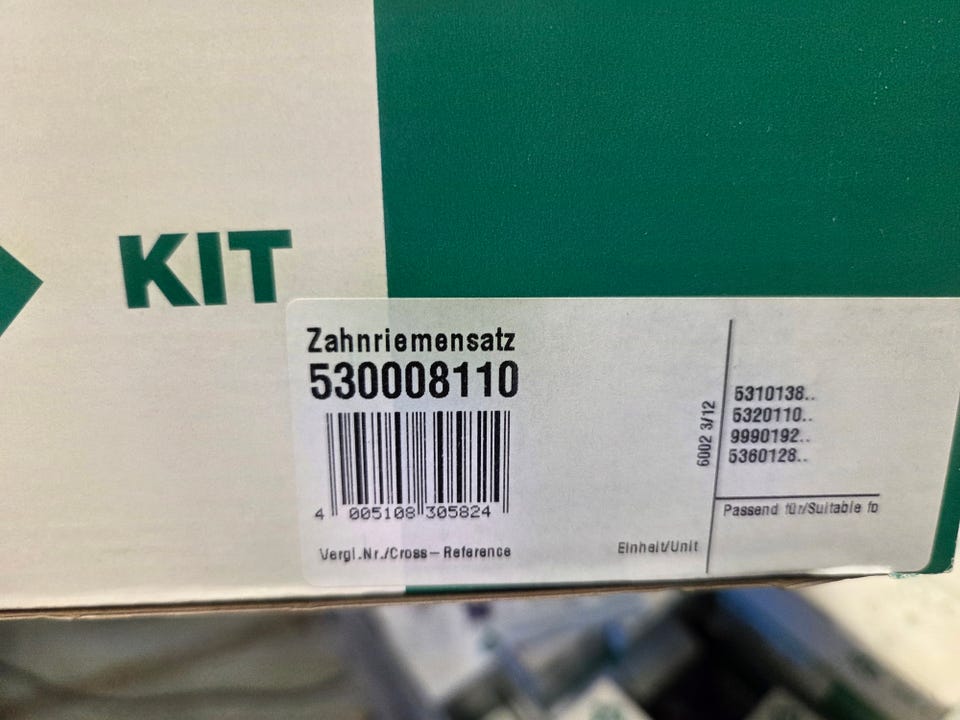 KIT
Zahnriemensatz
530008110
4 005108 305824
Vergl.Nr./Cross-Reference
Einheit/Unit
6002 3/12
5310138..
5320110..
9990192..
5360128..
Passend für/Suitable fo